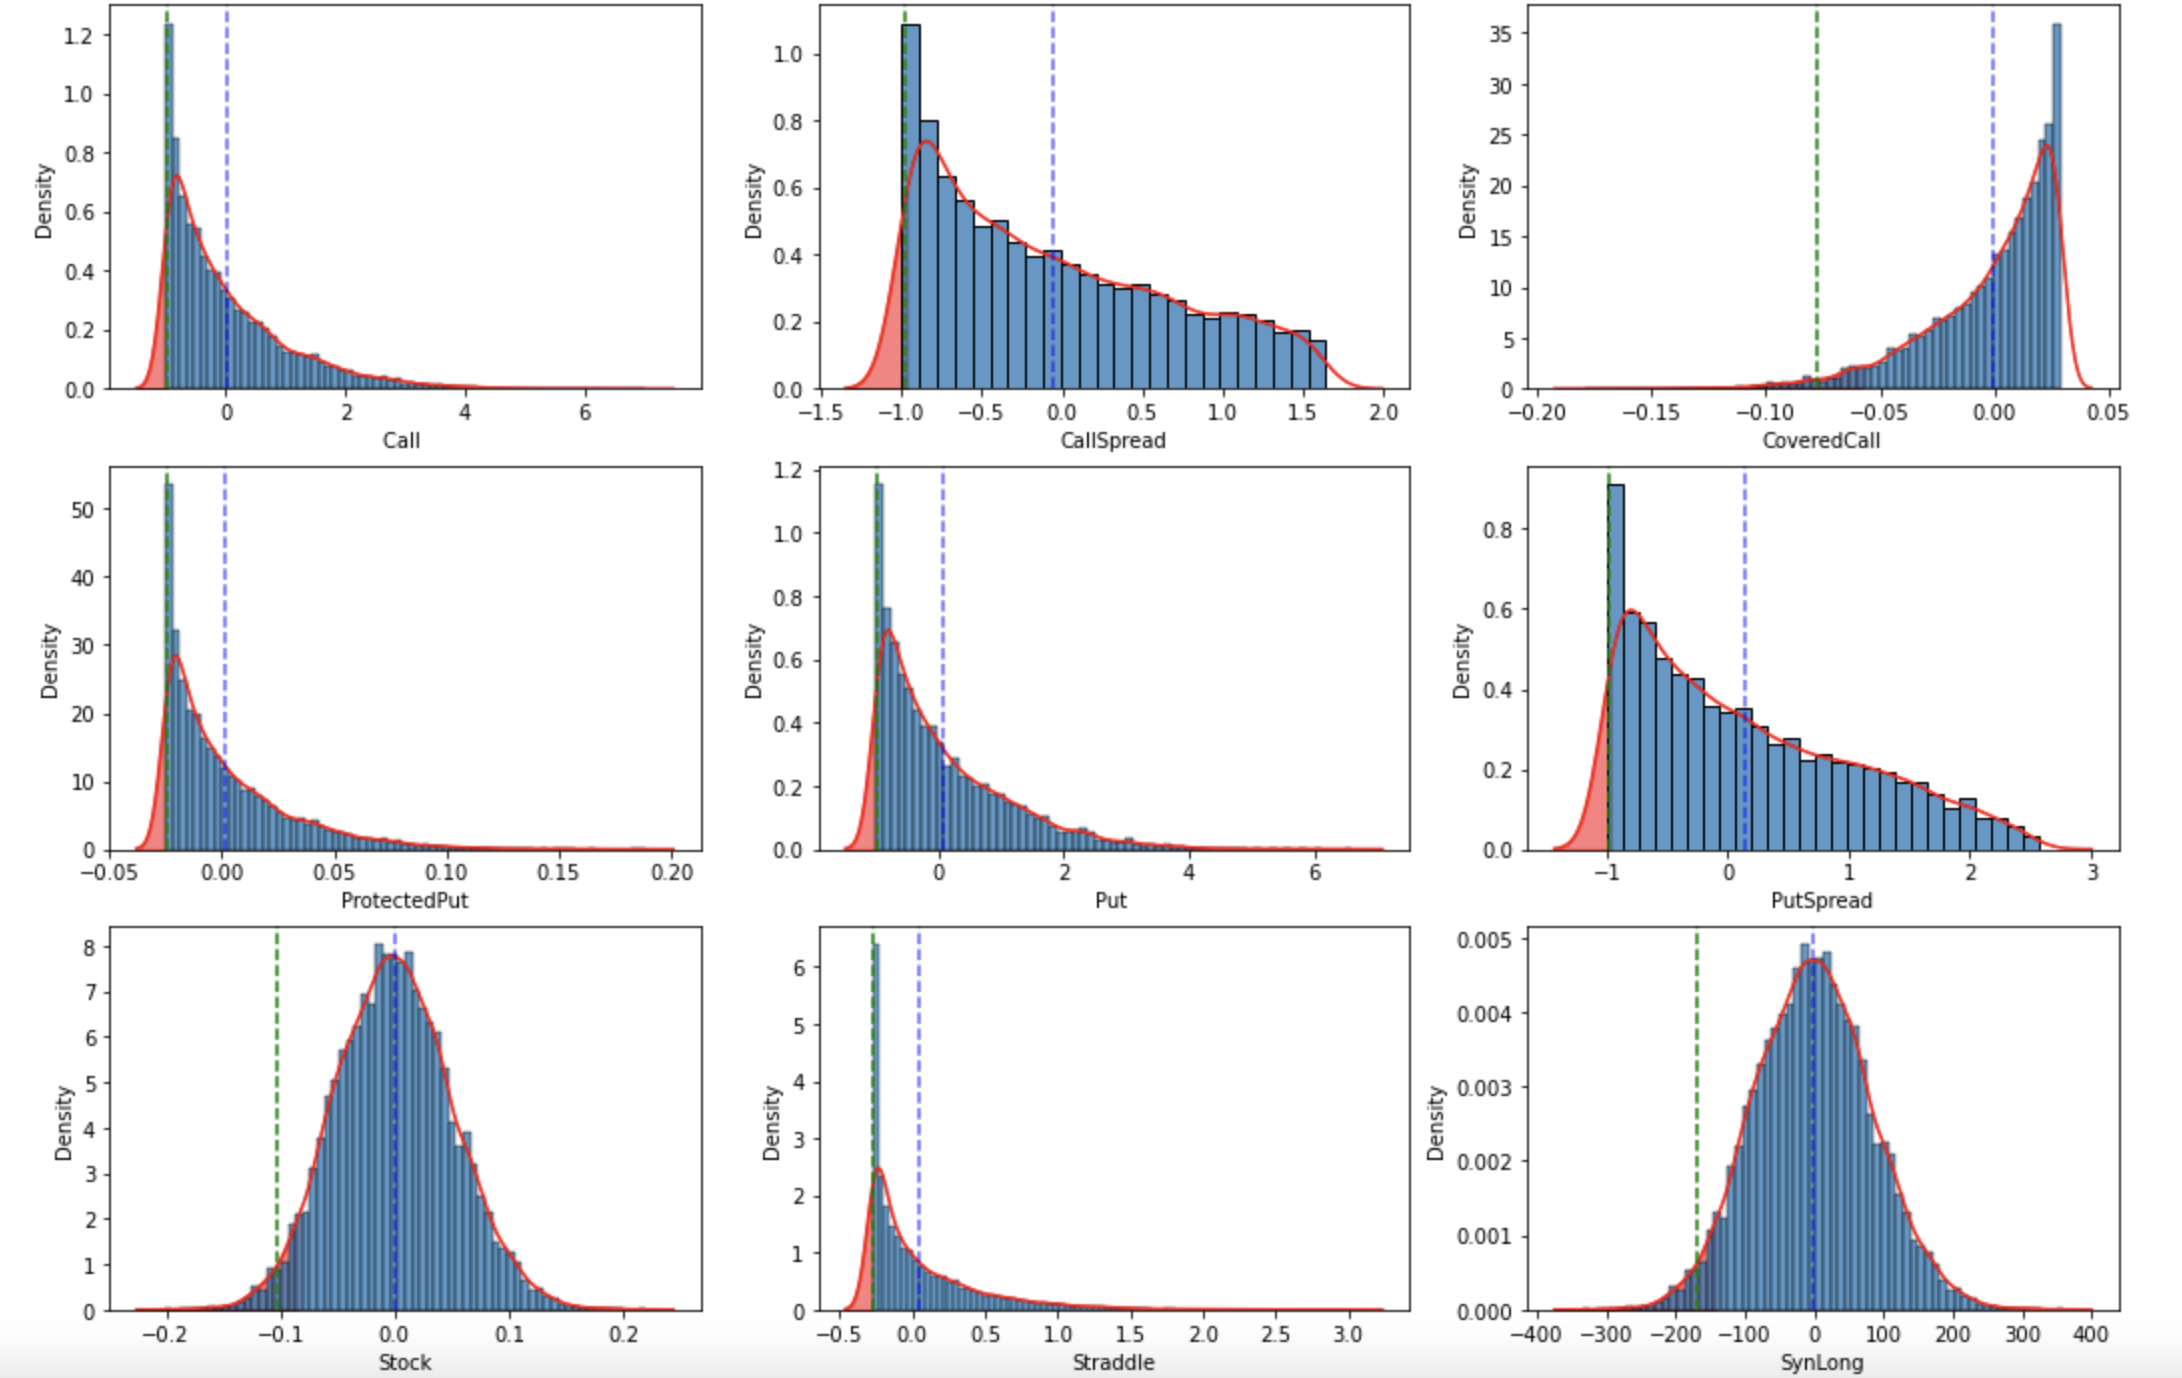 Density
1.2
1.0
0.8
0.6
0.4
0.2
0.0
0 2 4 6
Call
Density
1.0
0.8
0.6
0.4
0.2
0.0
−1.5 −1.0 −0.5 0.0 0.5 1.0 1.5 2.0
CallSpread
Density
35
30
25
20
15
10
5
0
−0.20 −0.15 −0.10 −0.05 0.00 0.05
CoveredCall
Density
50
40
30
20
10
0
−0.05 0.00 0.05 0.10 0.15 0.20
ProtectedPut
Density
1.2
1.0
0.8
0.6
0.4
0.2
0.0
0 2 4 6
Put
Density
0.8
0.6
0.4
0.2
0.0
−1 0 1 2 3
PutSpread
Density
8
7
6
5
4
3
2
1
0
−0.2 −0.1 0.0 0.1 0.2
Stock
Density
6
5
4
3
2
1
0
−0.5 0.0 0.5 1.0 1.5 2.0 2.5 3.0
Straddle
Density
0.005
0.004
0.003
0.002
0.001
0.000
−400 −300 −200 −100 0 100 200 300 400
SynLong